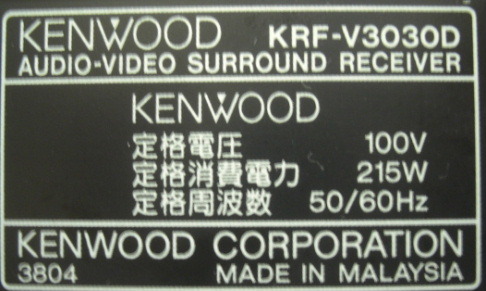 KENWOOD KRF-V3030D
AUDIO-VIDEO SURROUND RECEIVER
KENWOOD
定格電圧 100V
定格消費電力 215W
定格周波数 50/60Hz
KENWOOD CORPORATION
3804 MADE IN MALAYSIA